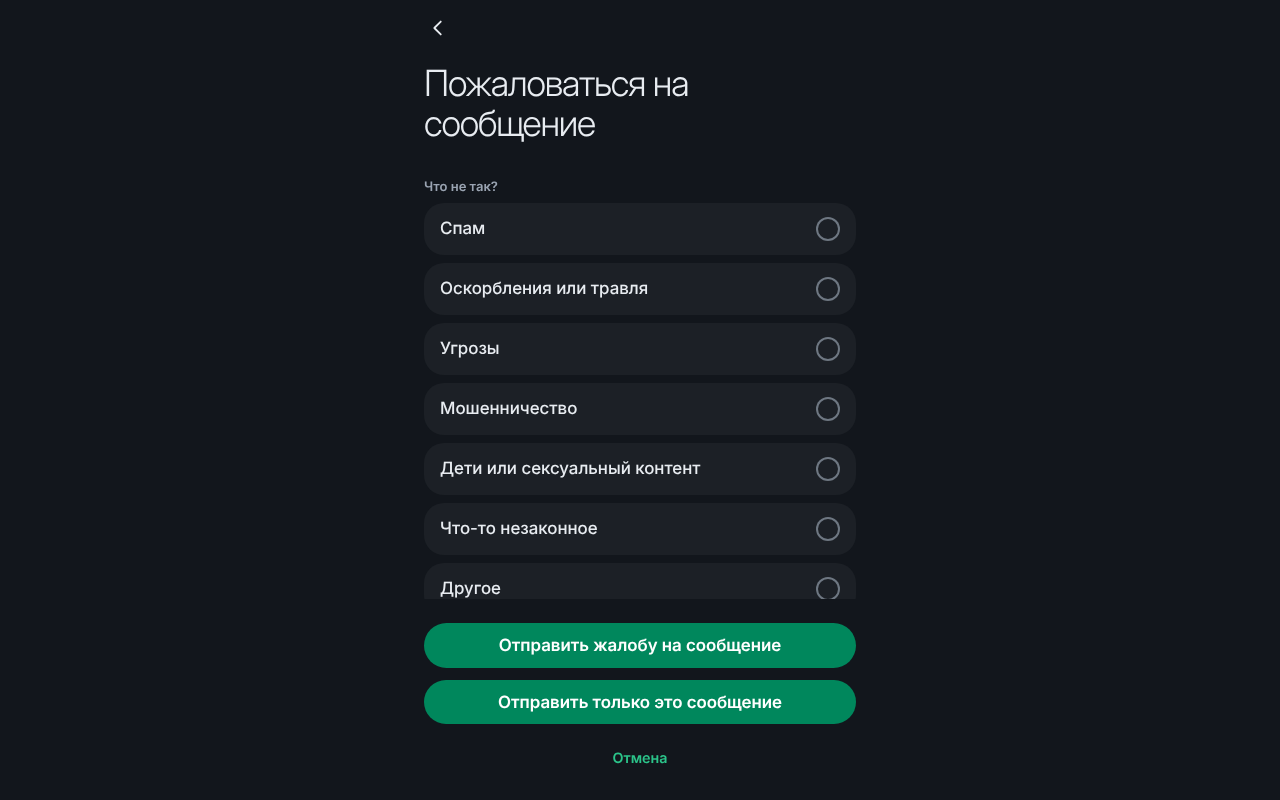 Пожаловаться на
сообщение
Что не так?
Спам
Оскорбления или травля
Угрозы
Мошенничество
Дети или сексуальный контент
Что-то незаконное
Другое
Отправить жалобу на сообщение
Отправить только это сообщение
Отмена